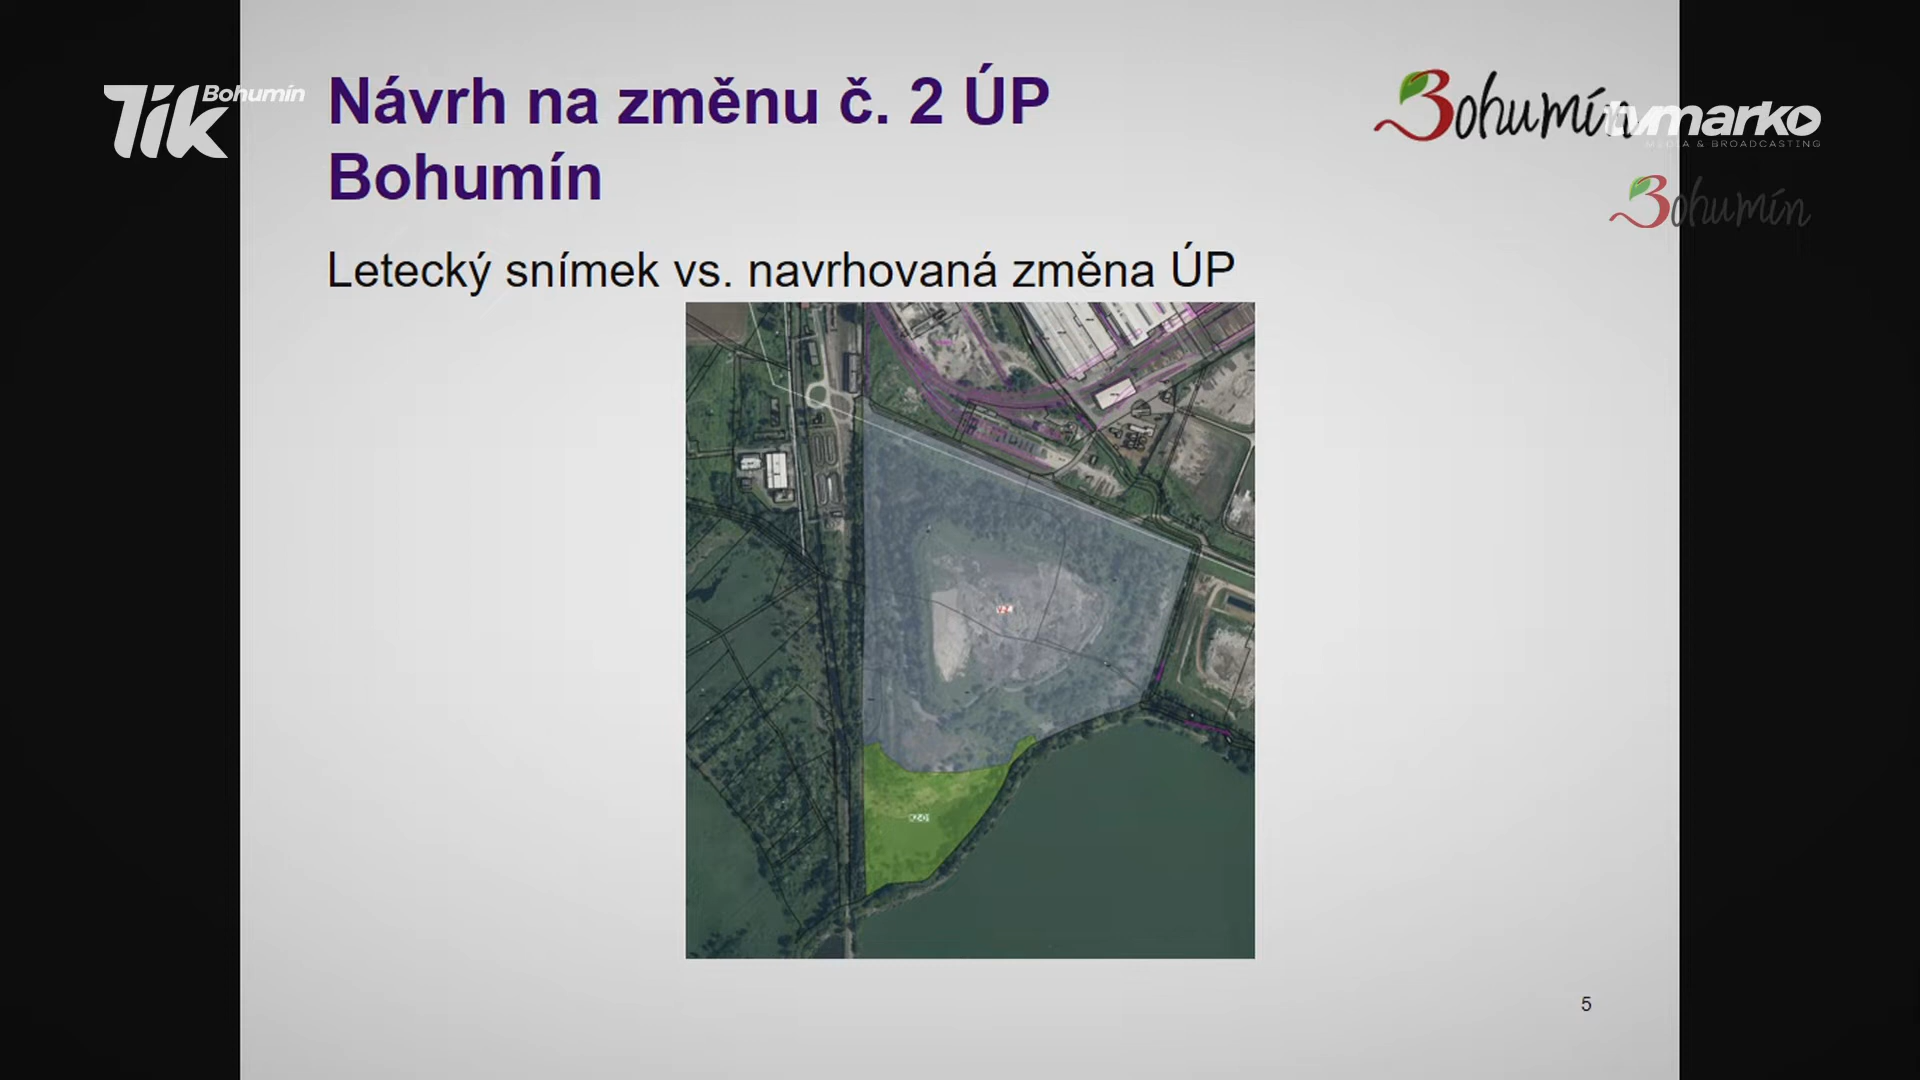 Tik Bohumín
Návrh na změnu č. 2 ÚP
Bohumín
Bohumín
tvmarko
MEDIA & BROADCASTING
Bohumín
Letecký snímek vs. navrhovaná změna ÚP
5